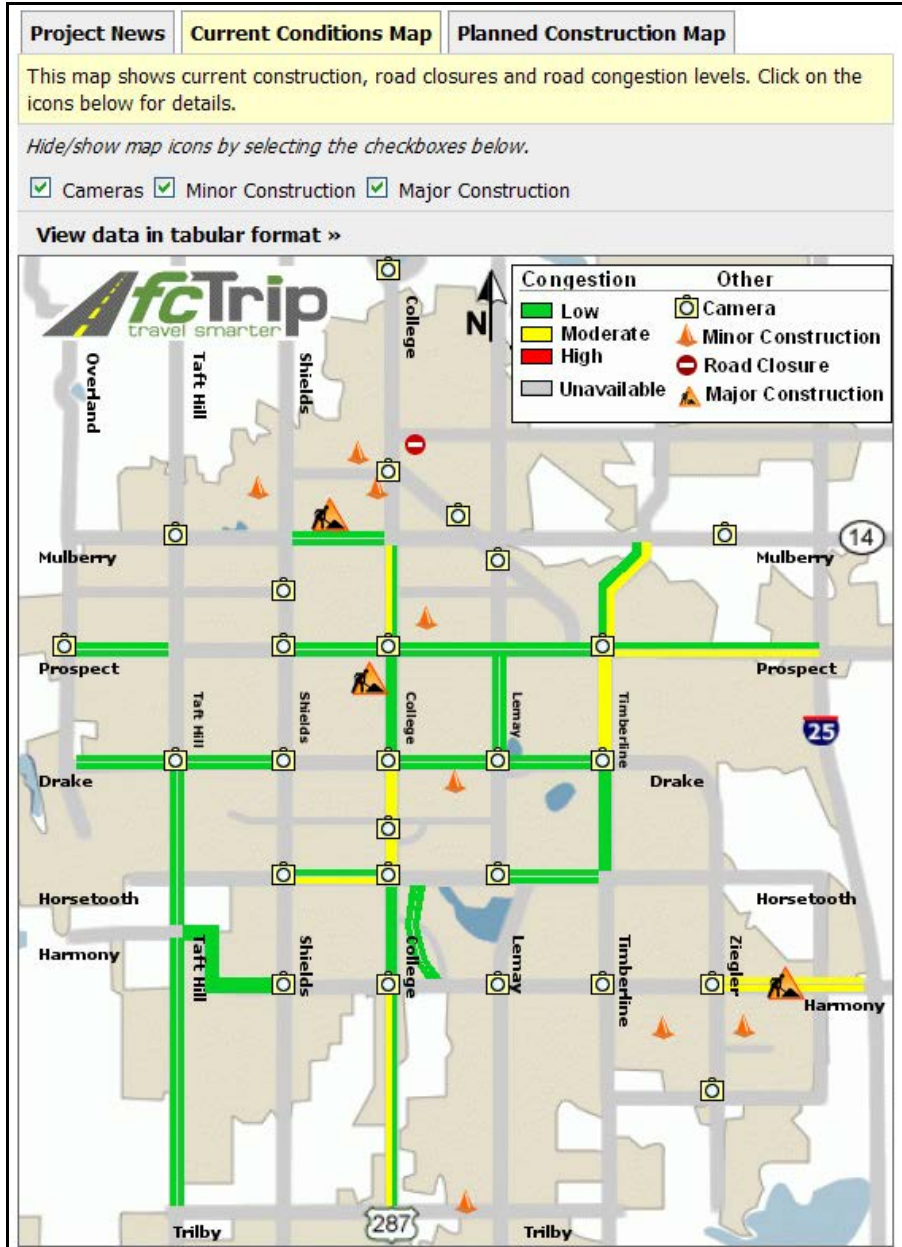 Project News
Current Conditions Map
Planned Construction Map
This map shows current construction, road closures and road congestion levels. Click on the
icons below for details.
Hide/show map icons by selecting the checkboxes below.
Cameras
Minor Construction
Major Construction
View data in tabular format »
fcTrip
travel smarter
N
Congestion
Other
Low
Moderate
High
Unavailable
Camera
Minor Construction
Road Closure
Major Construction
Overland
Taft Hill
Shields
College
Mulberry
Mulberry
14
Prospect
Prospect
Taft Hill
Shields
College
Lemay
Timberline
25
Drake
Drake
Horsetooth
Horsetooth
Harmony
Taft Hill
Shields
College
Lemay
Timberline
Ziegler
Harmony
Trilby
287
Trilby